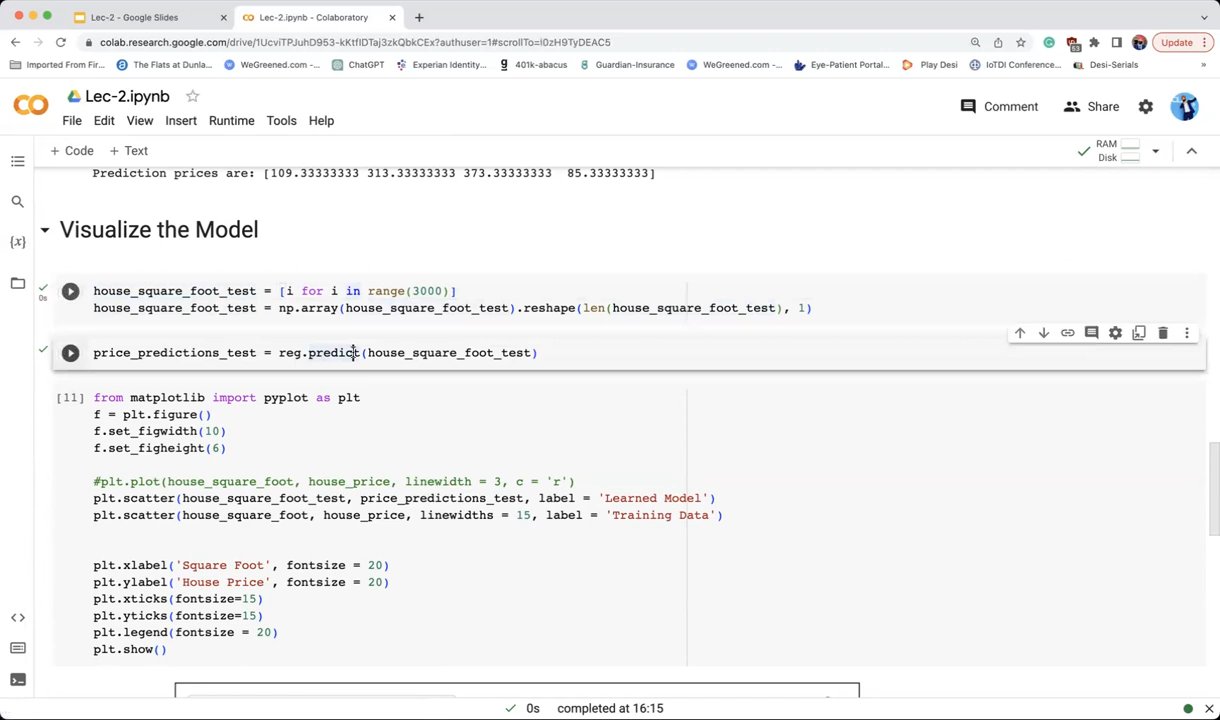 Lec-2 - Google Slides
Lec-2.ipynb - Colaboratory
colab.research.google.com/drive/1UcviTPJuhD953-kKtfIDTaj3zkQbkCEx?authuser=1#scrollTo=i0zH9TyDEAC5
53
Update
Imported From Fir...
The Flats at Dunla...
WeGreened.com -...
ChatGPT
Experian Identity...
401k-abacus
Guardian-Insurance
WeGreened.com -...
Eye-Patient Portal...
Play Desi
IoTDI Conference...
Desi-Serials
»
Lec-2.ipynb
Comment
Share
File Edit View Insert Runtime Tools Help
+ Code + Text
RAM
Disk
Prediction prices are: [109.33333333 313.33333333 373.33333333  85.33333333]
Visualize the Model
0s
house_square_foot_test = [i for i in range(3000)]
house_square_foot_test = np.array(house_square_foot_test).reshape(len(house_square_foot_test), 1)
price_predictions_test = reg.predict(house_square_foot_test)
[11] from matplotlib import pyplot as plt
f = plt.figure()
f.set_figwidth(10)
f.set_figheight(6)
#plt.plot(house_square_foot, house_price, linewidth = 3, c = 'r')
plt.scatter(house_square_foot_test, price_predictions_test, label = 'Learned Model')
plt.scatter(house_square_foot, house_price, linewidths = 15, label = 'Training Data')
plt.xlabel('Square Foot', fontsize = 20)
plt.ylabel('House Price', fontsize = 20)
plt.xticks(fontsize=15)
plt.yticks(fontsize=15)
plt.legend(fontsize = 20)
plt.show()
0s completed at 16:15